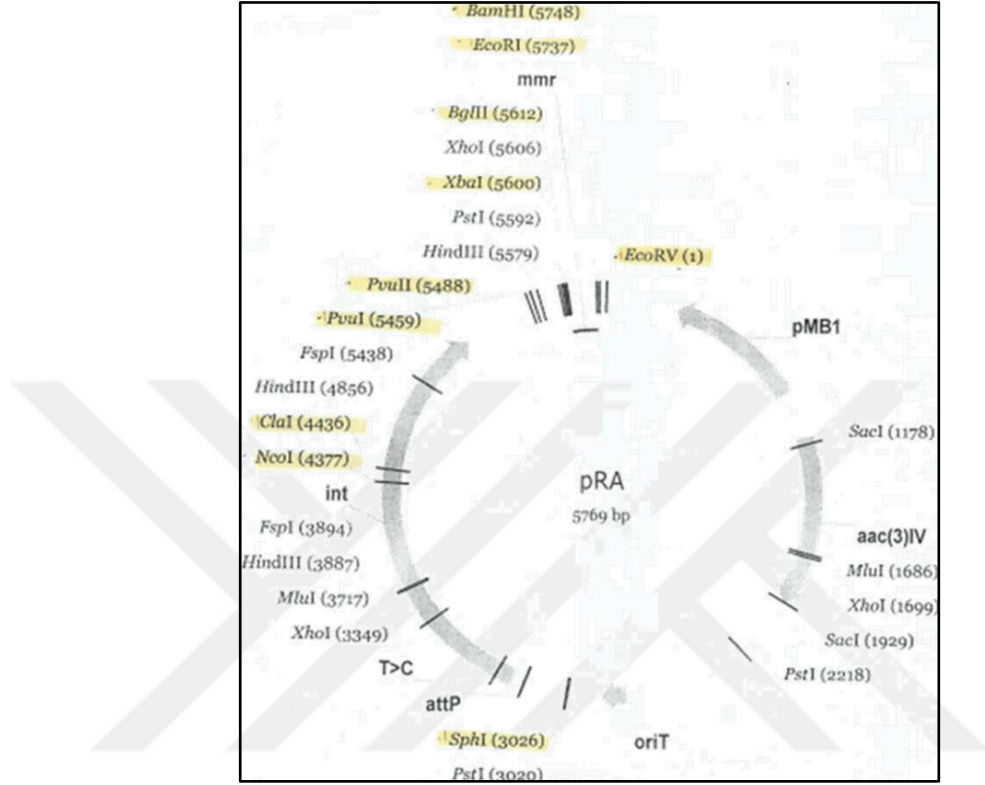 BamHI (5748)
EcoRI (5737)
mmr
BglII (5612)
XhoI (5606)
XbaI (5600)
PstI (5592)
HindIII (5579)
EcoRV (1)
PvuII (5488)
PvuI (5459)
FspI (5438)
HindIII (4856)
ClaI (4436)
NcoI (4377)
int
FspI (3894)
HindIII (3887)
MluI (3717)
XhoI (3349)
T>C
attP
SphI (3026)
PstI (3020)
oriT
pRA
5769 bp
pMB1
SacI (1178)
aac(3)IV
MluI (1686)
XhoI (1699)
SacI (1929)
PstI (2218)